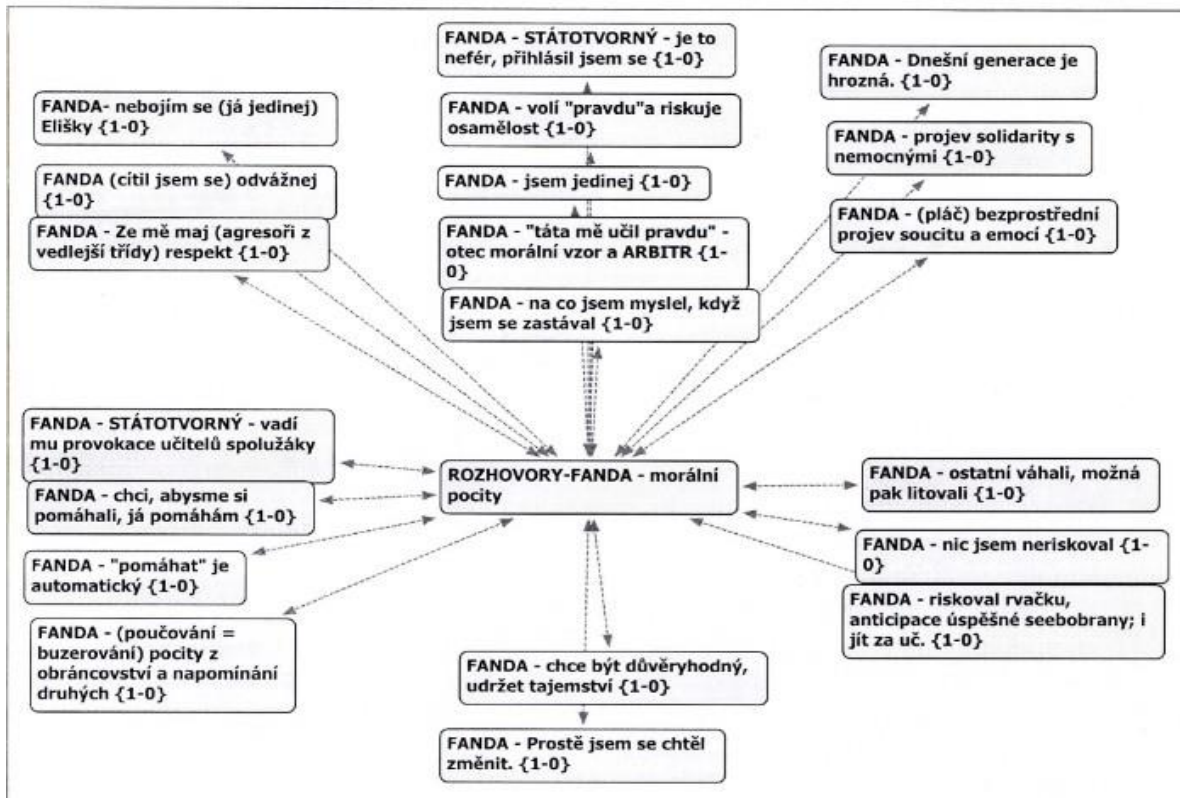 FANDA - STÁTOTVORNÝ - je to
nefér, přihlásil jsem se {1-0}
FANDA - Dnešní generace je
hrozná. {1-0}
FANDA- nebojím se (já jedinej)
Elišky {1-0}
FANDA - volí "pravdu"a riskuje
osamělost {1-0}
FANDA - projev solidarity s
nemocnými {1-0}
FANDA (cítil jsem se) odvážnej
{1-0}
FANDA - jsem jedinej {1-0}
FANDA - (pláč) bezprostřední
projev soucitu a emocí {1-0}
FANDA - Ze mě maj (agresoři z
vedlejší třídy) respekt {1-0}
FANDA - "táta mě učil pravdu" -
otec morální vzor a ARBITR {1-
0}
FANDA - na co jsem myslel, když
jsem se zastával {1-0}
FANDA - STÁTOTVORNÝ - vadí
mu provokace učitelů spolužáky
{1-0}
ROZHOVORY-FANDA - morální
pocity
FANDA - ostatní váhali, možná
pak litovali {1-0}
FANDA - chci, abysme si
pomáhali, já pomáhám {1-0}
FANDA - nic jsem neriskoval {1-
0}
FANDA - "pomáhat" je
automatický {1-0}
FANDA - riskoval rvačku,
anticipace úspěšné seebobrany; i
jít za uč. {1-0}
FANDA - (poučování =
buzerování) pocity z
obráncovství a napomínání
druhých {1-0}
FANDA - chce být důvěryhodný,
udržet tajemství {1-0}
FANDA - Prostě jsem se chtěl
změnit. {1-0}